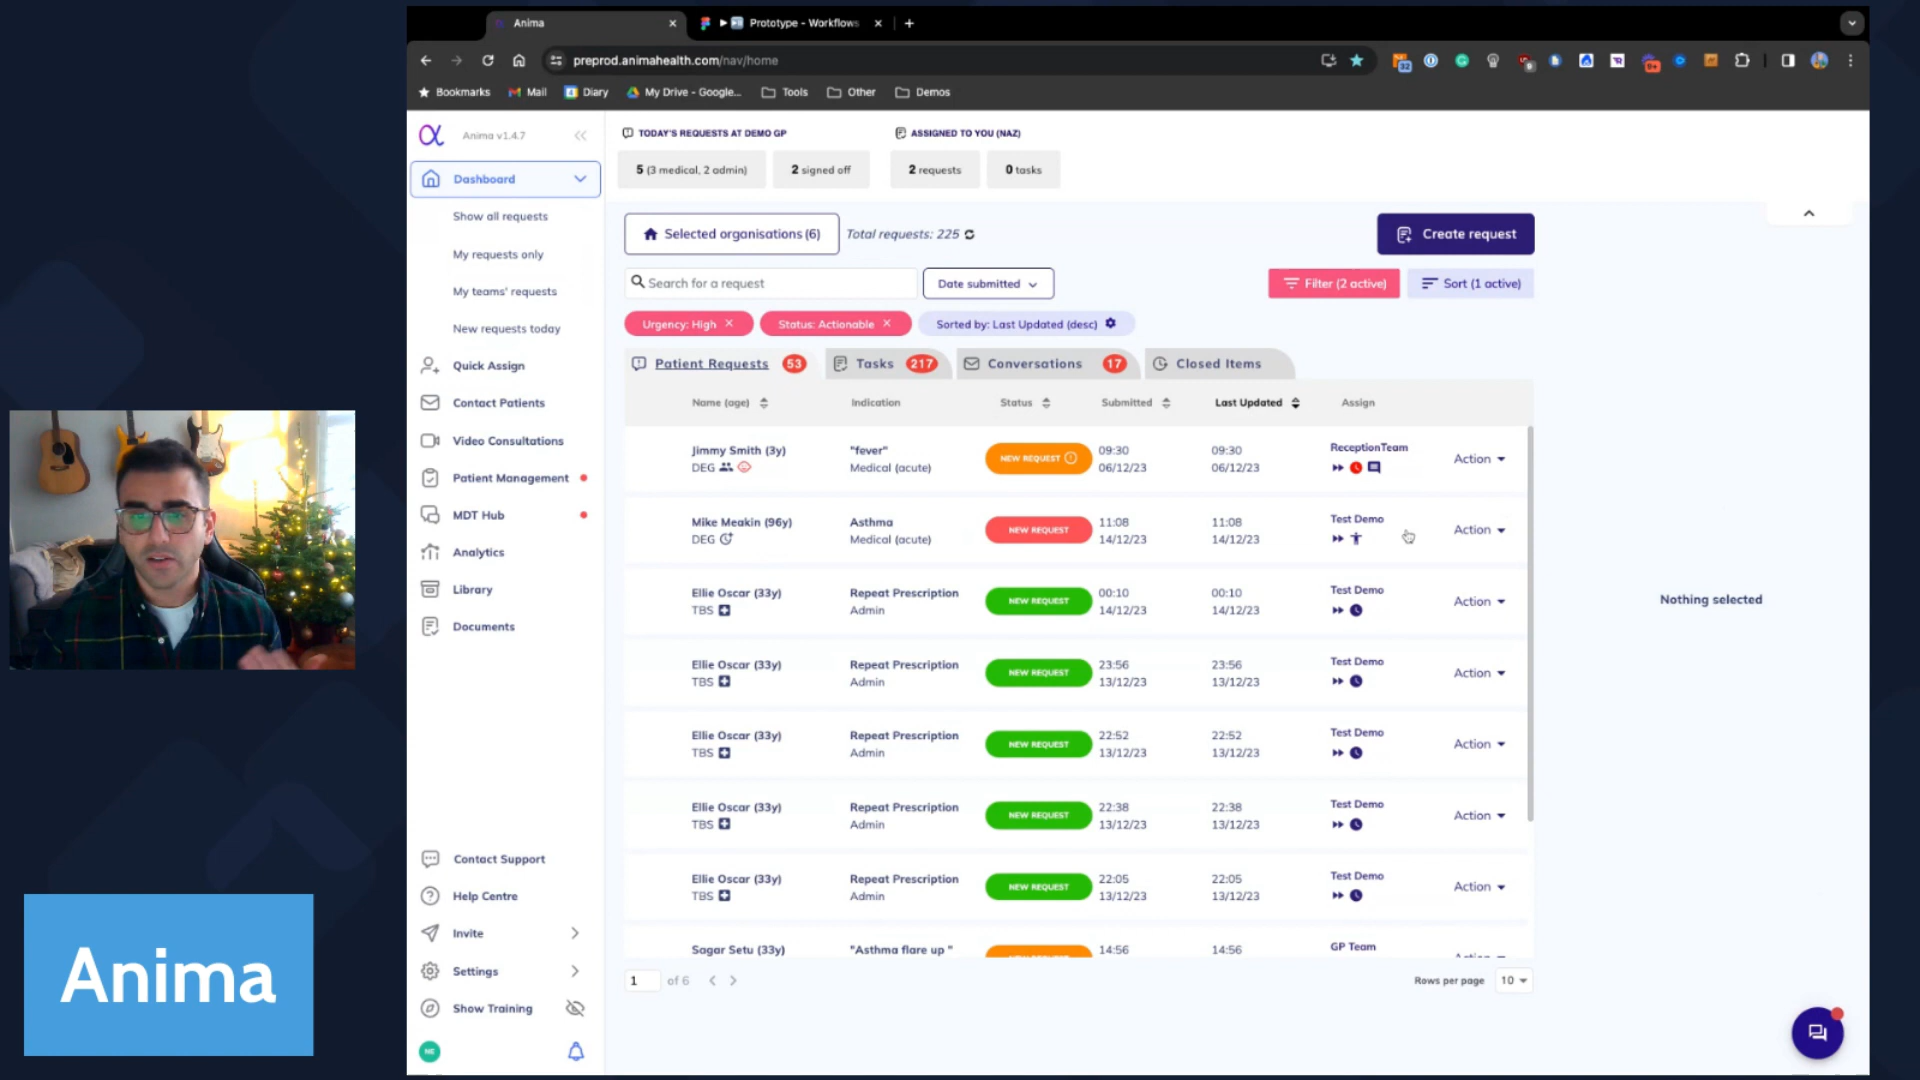 Anima
Prototype - Workflows
preprod.animahealth.com/nav/home
32
9+
Bookmarks
Mail
Diary
My Drive - Google...
Tools
Other
Demos
Anima v1.4.7
Dashboard
Show all requests
My requests only
My teams' requests
New requests today
Quick Assign
Contact Patients
Video Consultations
Patient Management
MDT Hub
Analytics
Library
Documents
Contact Support
Help Centre
Invite
Settings
Show Training
NE
TODAY'S REQUESTS AT DEMO GP
ASSIGNED TO YOU (NAZ)
5 (3 medical, 2 admin)
2 signed off
2 requests
0 tasks
Selected organisations (6)
Total requests: 225
Create request
Search for a request
Date submitted
Filter (2 active)
Sort (1 active)
Urgency: High
Status: Actionable
Sorted by: Last Updated (desc)
Patient Requests 53
Tasks 217
Conversations 17
Closed Items
Name (age)
Indication
Status
Submitted
Last Updated
Assign
Jimmy Smith (3y)
DEG
"fever"
Medical (acute)
NEW REQUEST
09:30
06/12/23
09:30
06/12/23
ReceptionTeam
Action
Mike Meakin (96y)
DEG
Asthma
Medical (acute)
NEW REQUEST
11:08
14/12/23
11:08
14/12/23
Test Demo
Action
Ellie Oscar (33y)
TBS
Repeat Prescription
Admin
NEW REQUEST
00:10
14/12/23
00:10
14/12/23
Test Demo
Action
Ellie Oscar (33y)
TBS
Repeat Prescription
Admin
NEW REQUEST
23:56
13/12/23
23:56
13/12/23
Test Demo
Action
Ellie Oscar (33y)
TBS
Repeat Prescription
Admin
NEW REQUEST
22:52
13/12/23
22:52
13/12/23
Test Demo
Action
Ellie Oscar (33y)
TBS
Repeat Prescription
Admin
NEW REQUEST
22:38
13/12/23
22:38
13/12/23
Test Demo
Action
Ellie Oscar (33y)
TBS
Repeat Prescription
Admin
NEW REQUEST
22:05
13/12/23
22:05
13/12/23
Test Demo
Action
Sagar Setu (33y)
"Asthma flare up "
14:56
14:56
GP Team
1 of 6
Rows per page 10
Nothing selected
Anima